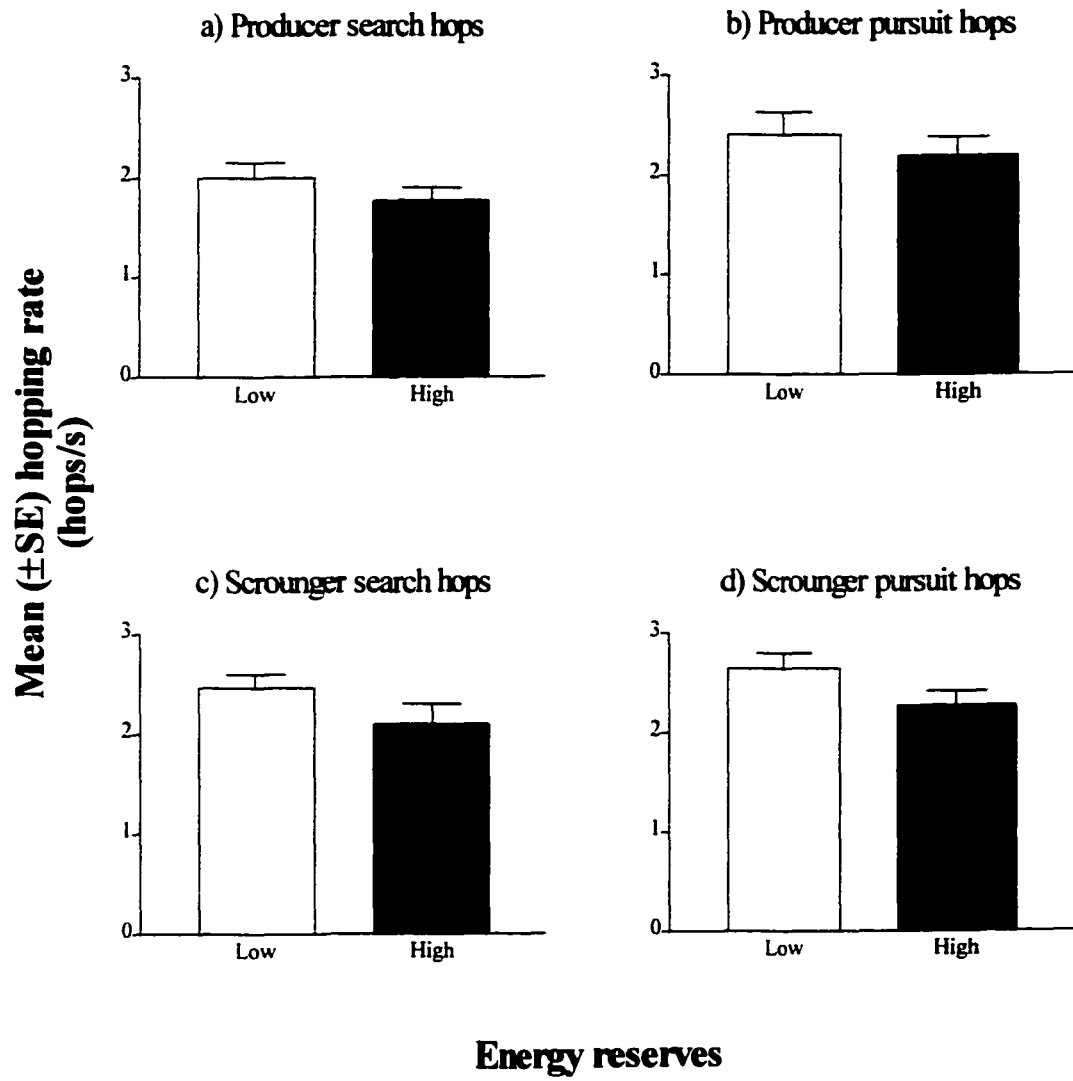 a) Producer search hops
3
2
1
0
Low High
b) Producer pursuit hops
3
2
1
0
Low High
Mean (±SE) hopping rate
(hops/s)
c) Scrounger search hops
3
2
1
0
Low High
d) Scrounger pursuit hops
3
2
1
0
Low High
Energy reserves